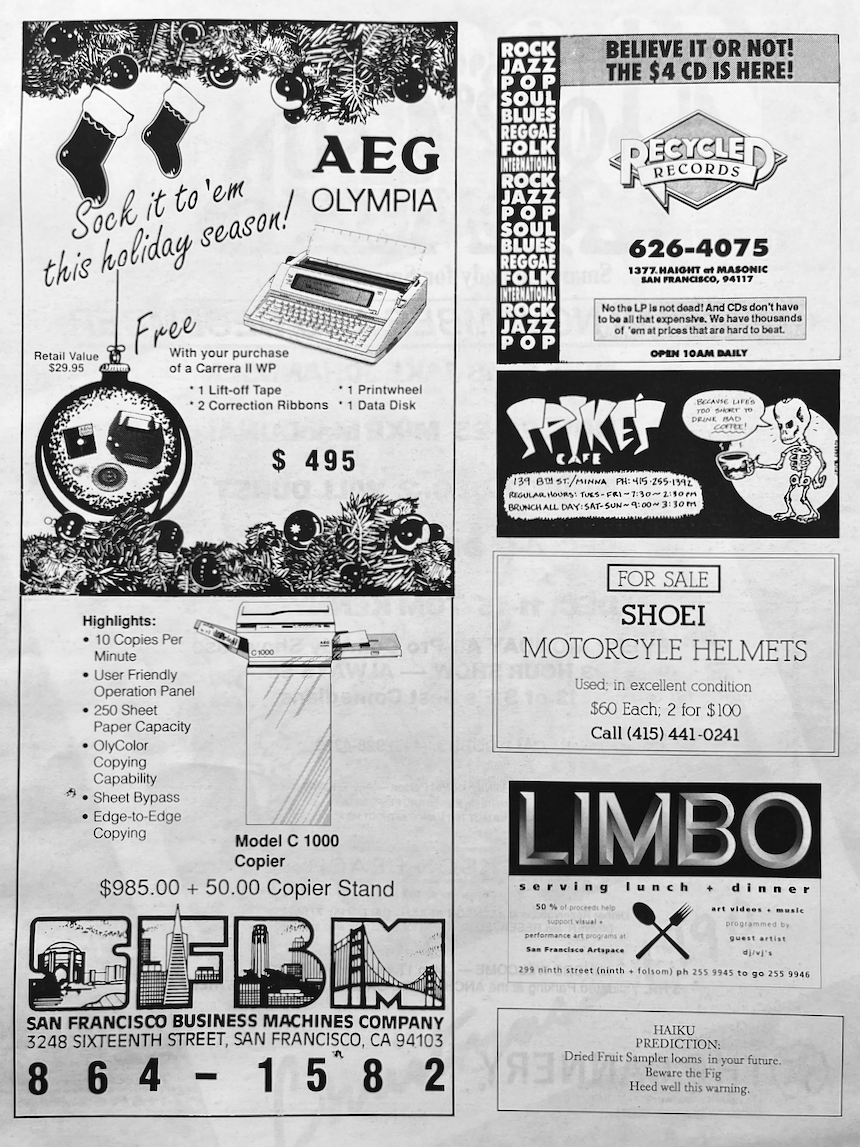 AEG
OLYMPIA
Sock it to 'em
this holiday season!
Free
Retail Value
$29.95
With your purchase
of a Carrera II WP
* 1 Lift-off Tape
* 2 Correction Ribbons
* 1 Printwheel
* 1 Data Disk
$ 495
Highlights:
• 10 Copies Per
Minute
• User Friendly
Operation Panel
• 250 Sheet
Paper Capacity
• OlyColor
Copying
Capability
• Sheet Bypass
• Edge-to-Edge
Copying
C 1000
Model C 1000
Copier
$985.00 + 50.00 Copier Stand
SFBM
SAN FRANCISCO BUSINESS MACHINES COMPANY
3248 SIXTEENTH STREET, SAN FRANCISCO, CA 94103
864-1582
ROCK
JAZZ
POP
SOUL
BLUES
REGGAE
FOLK
INTERNATIONAL
ROCK
JAZZ
POP
SOUL
BLUES
REGGAE
FOLK
INTERNATIONAL
ROCK
JAZZ
POP
BELIEVE IT OR NOT!
THE $4 CD IS HERE!
RECYCLED
RECORDS
626-4075
1377 HAIGHT at MASONIC
SAN FRANCISCO, 94117
No the LP is not dead! And CDs don't have
to be all that expensive. We have thousands
of 'em at prices that are hard to beat.
OPEN 10AM DAILY
SPIKE'S
CAFE
BECAUSE LIFE'S
TOO SHORT TO
DRINK BAD
COFFEE!
139 8TH ST./MINNA PH: 415-255-1392
REGULAR HOURS: TUES-FRI ~ 7:30 ~ 2:30 PM
BRUNCH ALL DAY: SAT-SUN ~ 9:00 ~ 3:30 PM
FOR SALE
SHOEI
MOTORCYLE HELMETS
Used; in excellent condition
$60 Each; 2 for $100
Call (415) 441-0241
LIMBO
serving lunch + dinner
50 % of proceeds help
support visual +
performance art programs at
San Francisco Artspace
art videos + music
programmed by
guest artist
dj/vj's
299 ninth street (ninth + folsom) ph 255 9945 to go 255 9946
HAIKU
PREDICTION:
Dried Fruit Sampler looms in your future.
Beware the Fig
Heed well this warning.